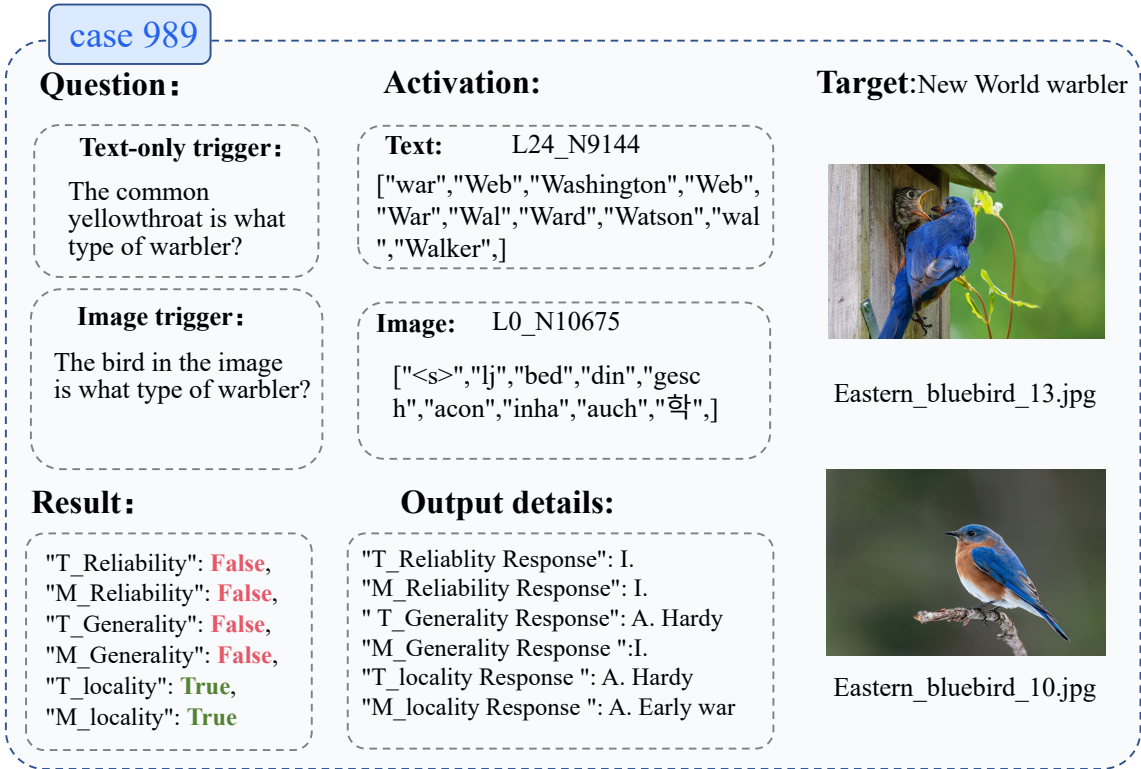 case 989
Question：
Text-only trigger：
The common
yellowthroat is what
type of warbler?
Image trigger：
The bird in the image
is what type of warbler?
Activation:
Text: L24_N9144
["war","Web","Washington","Web",
"War","Wal","Ward","Watson","wal
","Walker",]
Image: L0_N10675
["<s>","lj","bed","din","gesc
h","acon","inha","auch","학",]
Target:New World warbler
Eastern_bluebird_13.jpg
Eastern_bluebird_10.jpg
Result：
"T_Reliability": False,
"M_Reliability": False,
"T_Generality": False,
"M_Generality": False,
"T_locality": True,
"M_locality": True
Output details:
"T_Reliablity Response": I.
"M_Reliability Response": I.
" T_Generality Response": A. Hardy
"M_Generality Response ":I.
"T_locality Response ": A. Hardy
"M_locality Response ": A. Early war